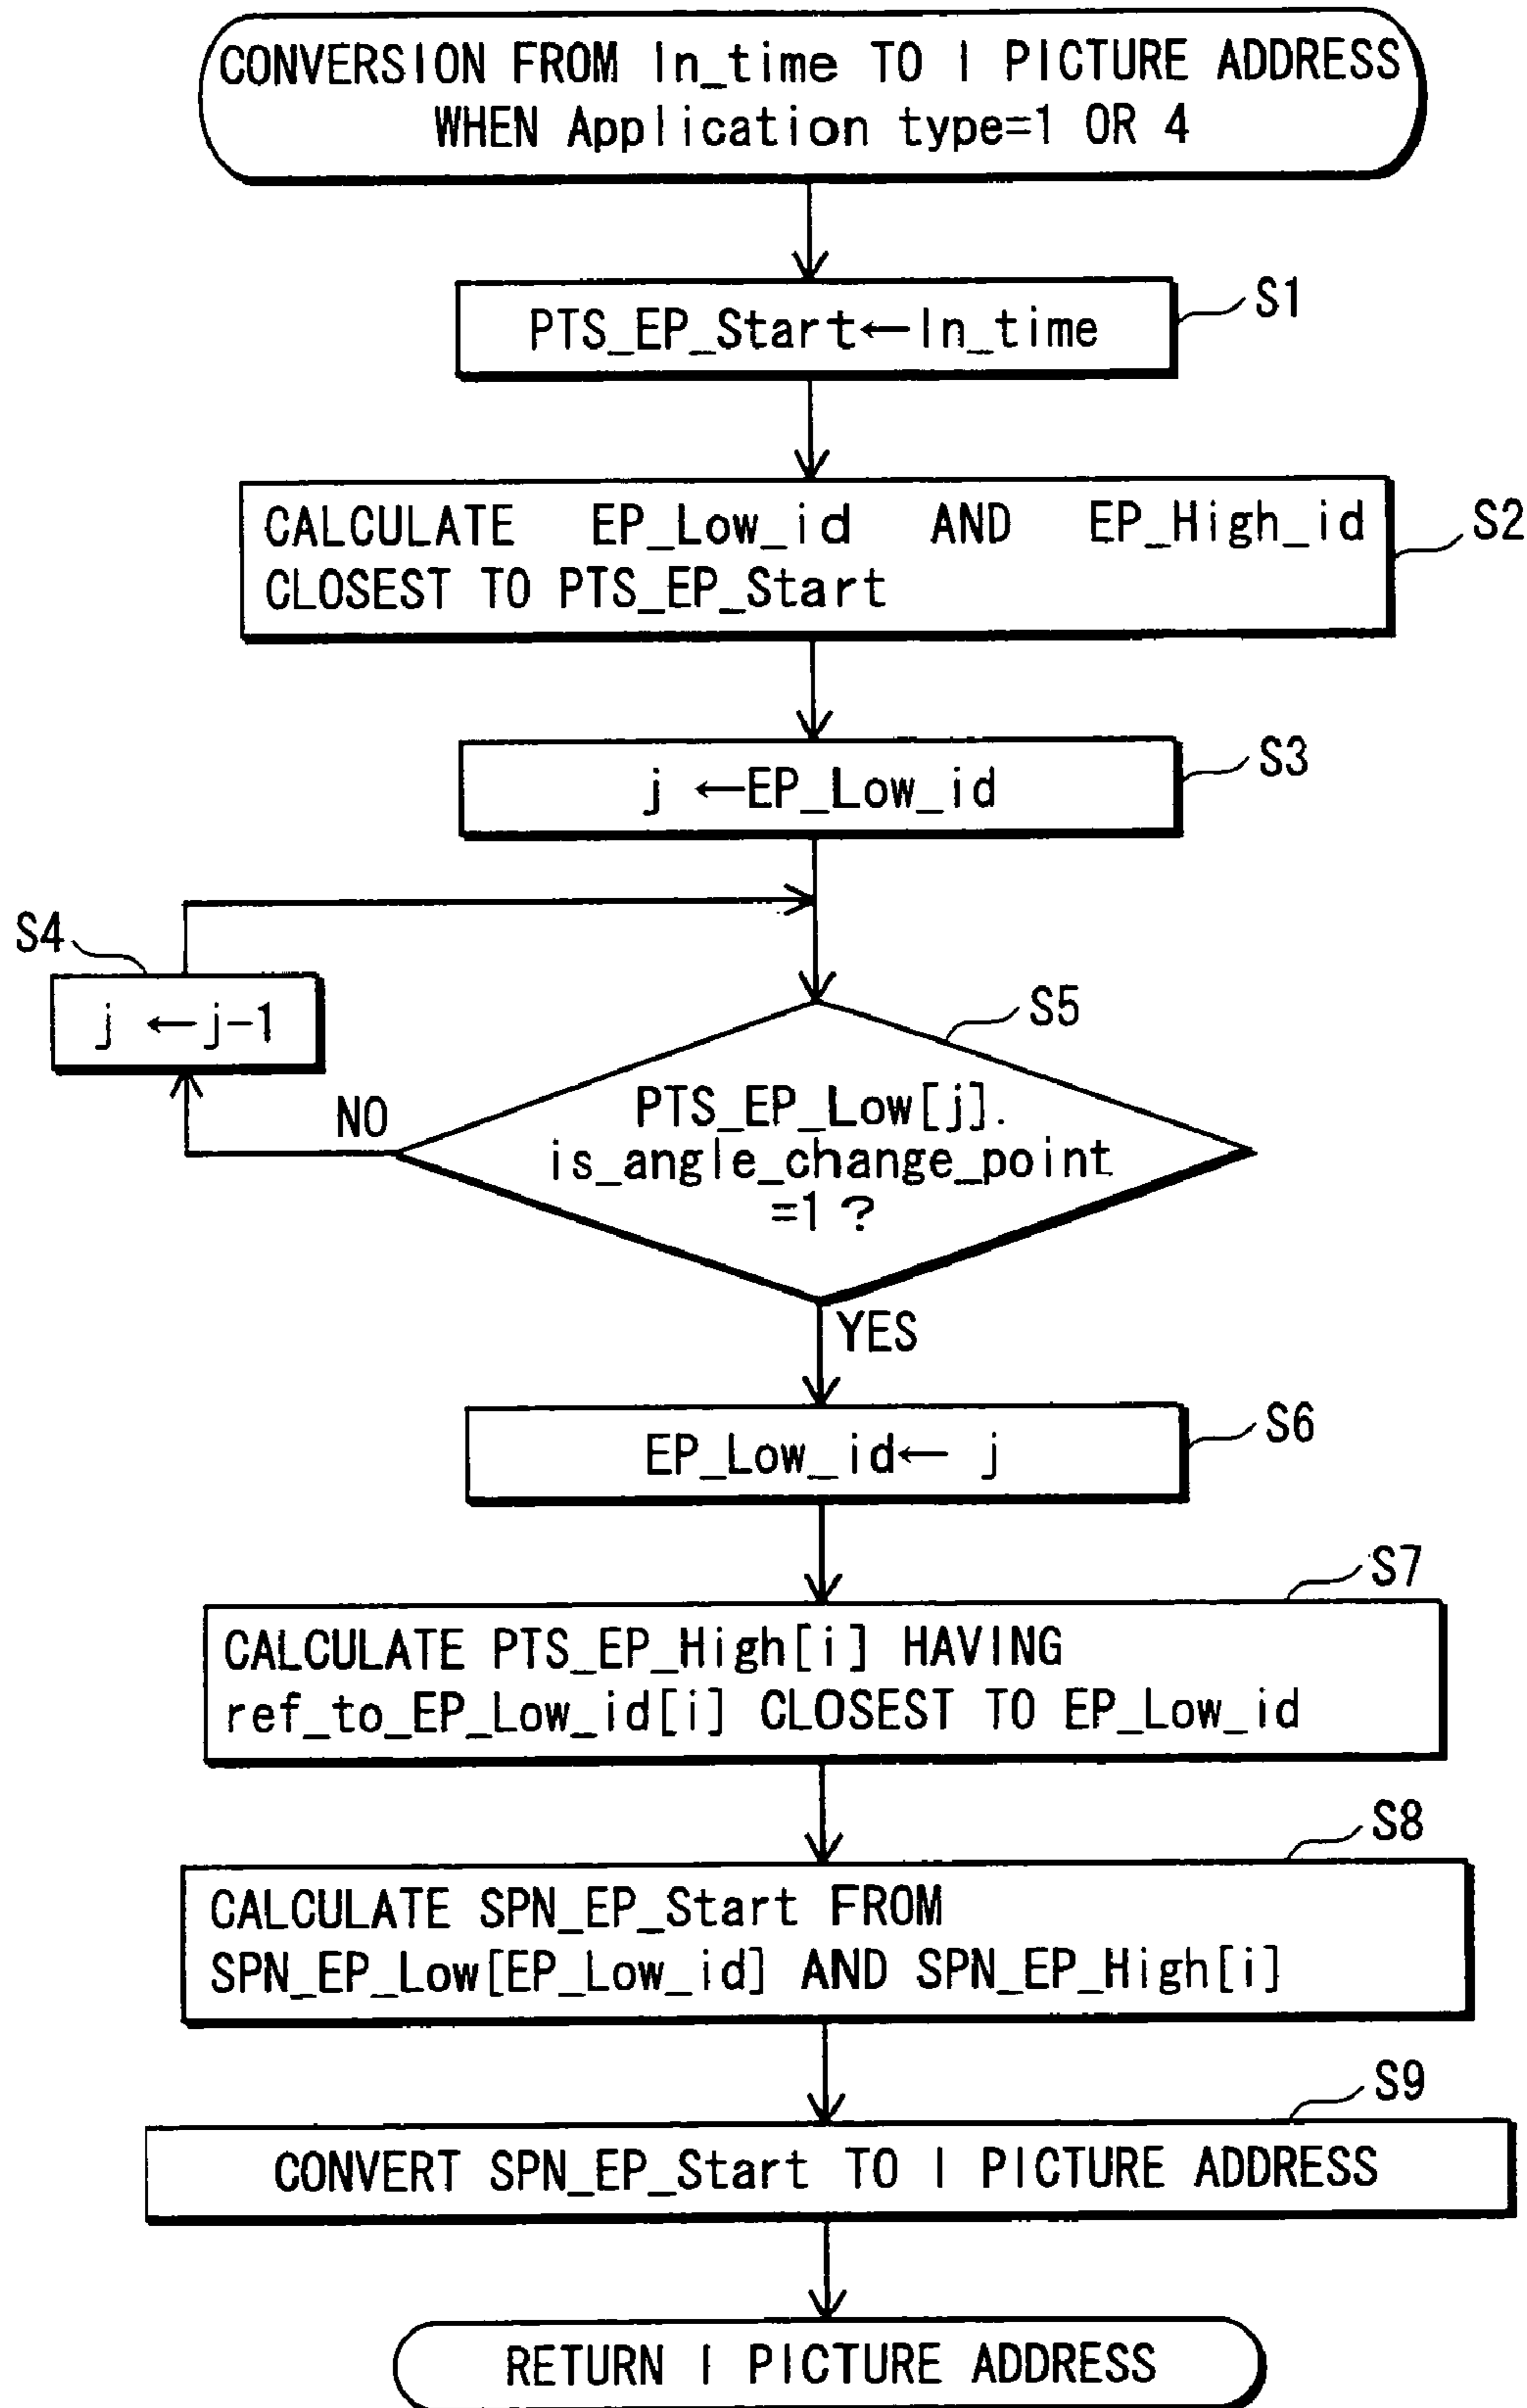 CONVERSION FROM In_time TO I PICTURE ADDRESS
WHEN Application type=1 OR 4
S1
PTS_EP_Start←In_time
S2
CALCULATE EP_Low_id AND EP_High_id
CLOSEST TO PTS_EP_Start
S3
j ←EP_Low_id
S4
j ←j-1
S5
PTS_EP_Low[j].
is_angle_change_point
=1 ?
NO
YES
S6
EP_Low_id← j
S7
CALCULATE PTS_EP_High[i] HAVING
ref_to_EP_Low_id[i] CLOSEST TO EP_Low_id
S8
CALCULATE SPN_EP_Start FROM
SPN_EP_Low[EP_Low_id] AND SPN_EP_High[i]
S9
CONVERT SPN_EP_Start TO I PICTURE ADDRESS
RETURN I PICTURE ADDRESS